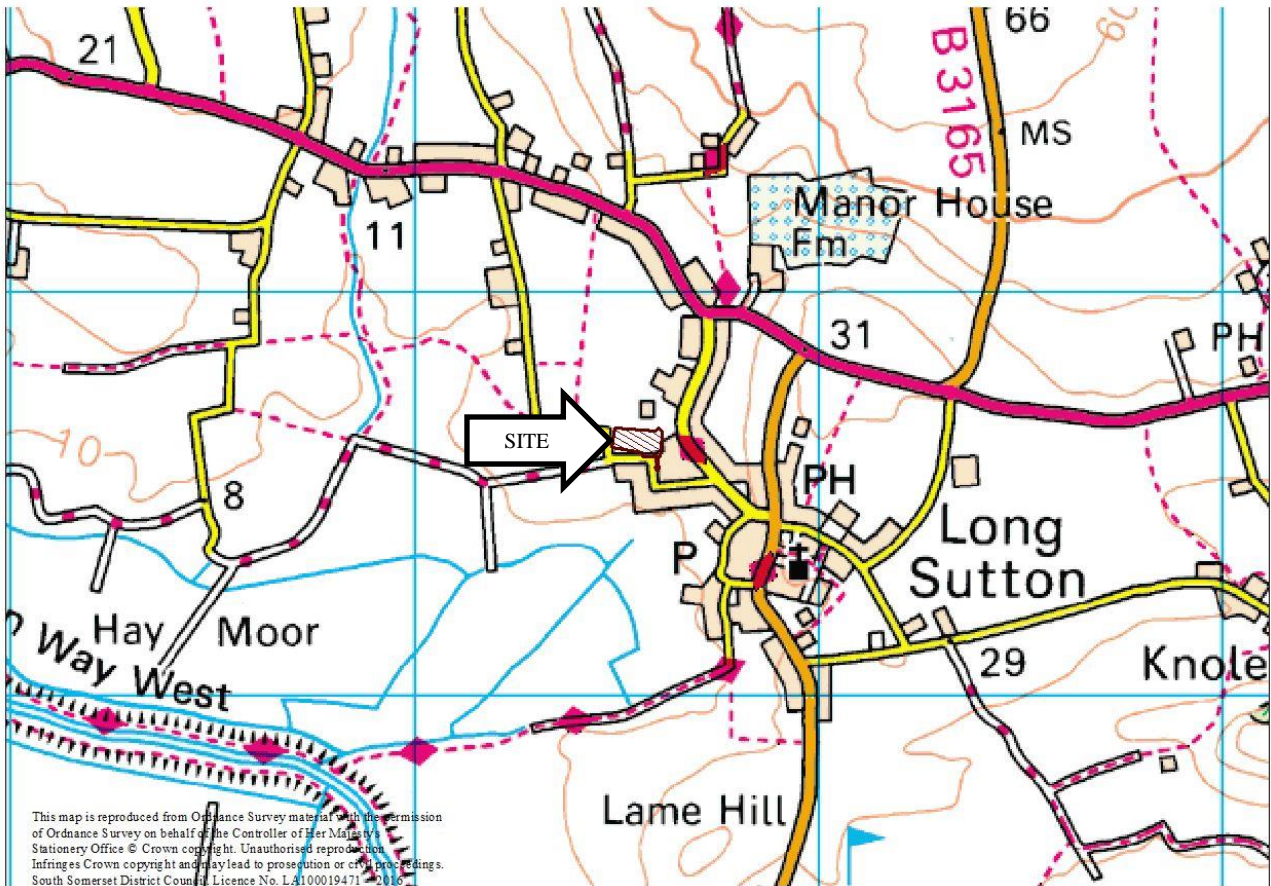 66
60
21
B 3165
MS
Manor House
Fm
11
31
PH
SITE
10
8
PH
Long
Sutton
P
Hay Moor
n Way West
29
Knole
Lame Hill
This map is reproduced from Ordnance Survey material with the permission
of Ordnance Survey on behalf of the Controller of Her Majesty's
Stationery Office © Crown copyright. Unauthorised reproduction
Infringes Crown copyright and may lead to prosecution or civil proceedings.
South Somerset District Council Licence No. LA100019471 - 2016